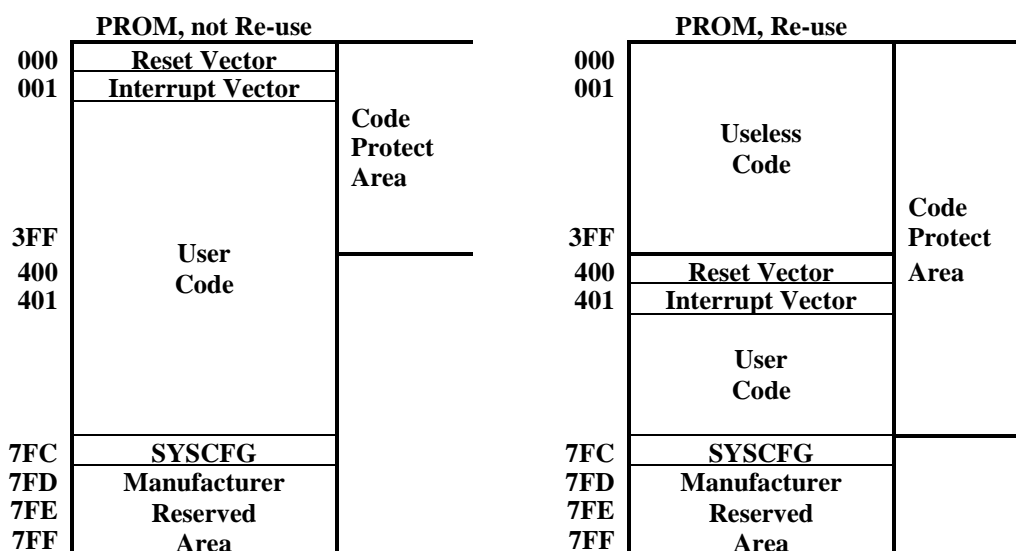 PROM, not Re-use
000 Reset Vector
001 Interrupt Vector
Code
Protect
Area
3FF
User
Code
400
401
7FC SYSCFG
7FD Manufacturer
7FE Reserved
7FF Area
PROM, Re-use
000
001
Useless
Code
3FF
Code
Protect
Area
400 Reset Vector
401 Interrupt Vector
User
Code
7FC SYSCFG
7FD Manufacturer
7FE Reserved
7FF Area